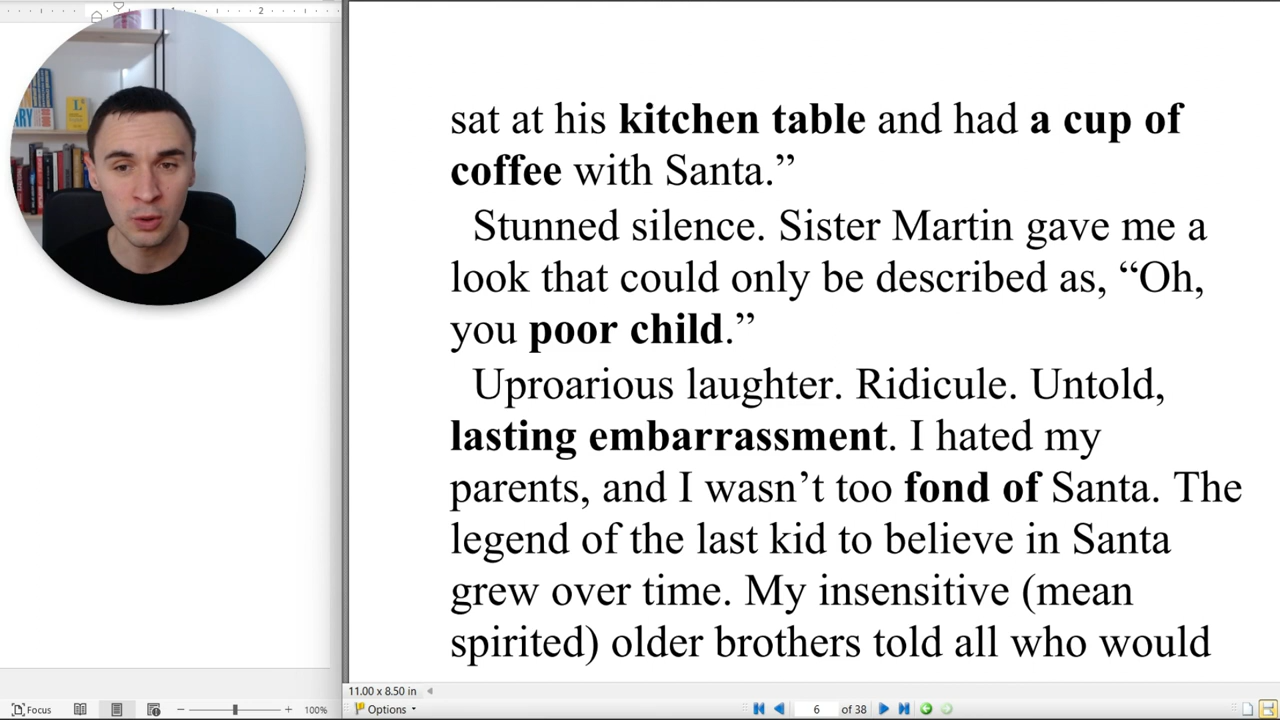 2
sat at his kitchen table and had a cup of
coffee with Santa.”
Stunned silence. Sister Martin gave me a
look that could only be described as, “Oh,
you poor child.”
Uproarious laughter. Ridicule. Untold,
lasting embarrassment. I hated my
parents, and I wasn’t too fond of Santa. The
legend of the last kid to believe in Santa
grew over time. My insensitive (mean
spirited) older brothers told all who would
11.00 x 8.50 in
Focus
100%
Options
6 of 38